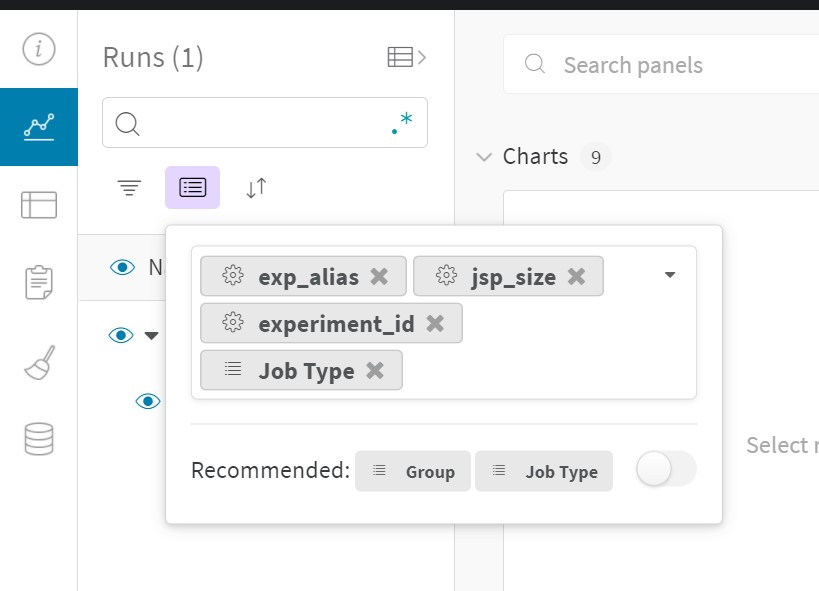 Runs (1)
Search panels
.*
Charts 9
N
exp_alias jsp_size
experiment_id
Job Type
Select r
Recommended: Group Job Type